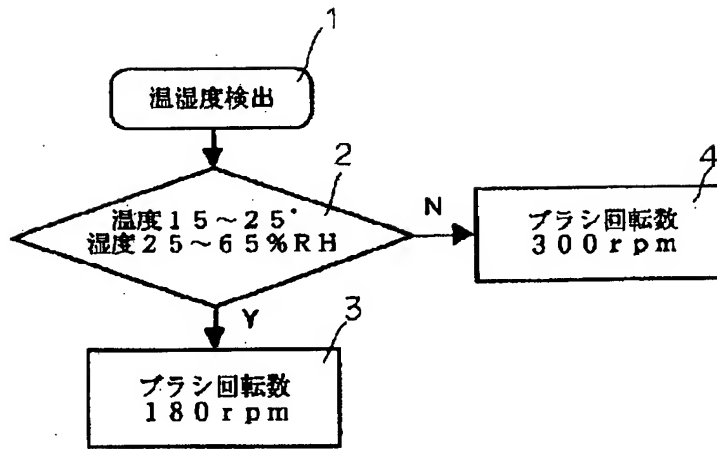 1
温湿度検出
2
温度15~25°
湿度25~65%RH
N
4
ブラシ回転数
300rpm
Y
3
ブラシ回転数
180rpm